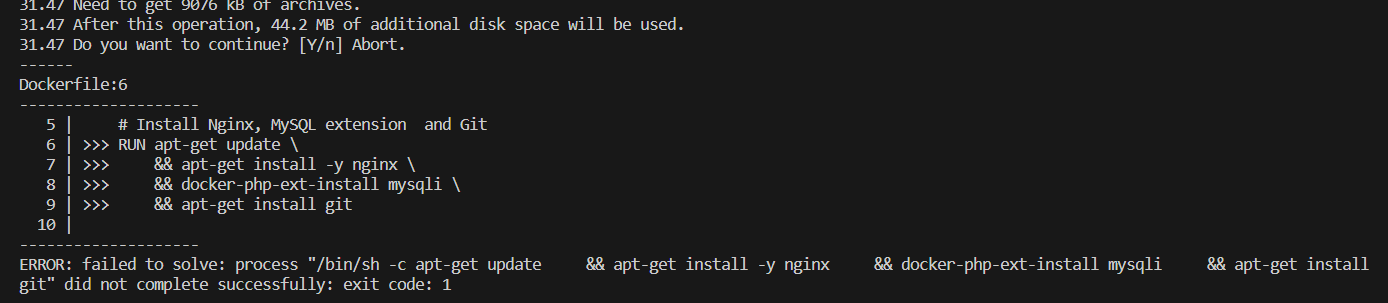 31.47 Need to get 9076 kB of archives.
31.47 After this operation, 44.2 MB of additional disk space will be used.
31.47 Do you want to continue? [Y/n] Abort.
------
Dockerfile:6
--------------------
   5 |     # Install Nginx, MySQL extension  and Git
   6 | >>> RUN apt-get update \
   7 | >>>     && apt-get install -y nginx \
   8 | >>>     && docker-php-ext-install mysqli \
   9 | >>>     && apt-get install git
  10 |
--------------------
ERROR: failed to solve: process "/bin/sh -c apt-get update     && apt-get install -y nginx     && docker-php-ext-install mysqli     && apt-get install
git" did not complete successfully: exit code: 1